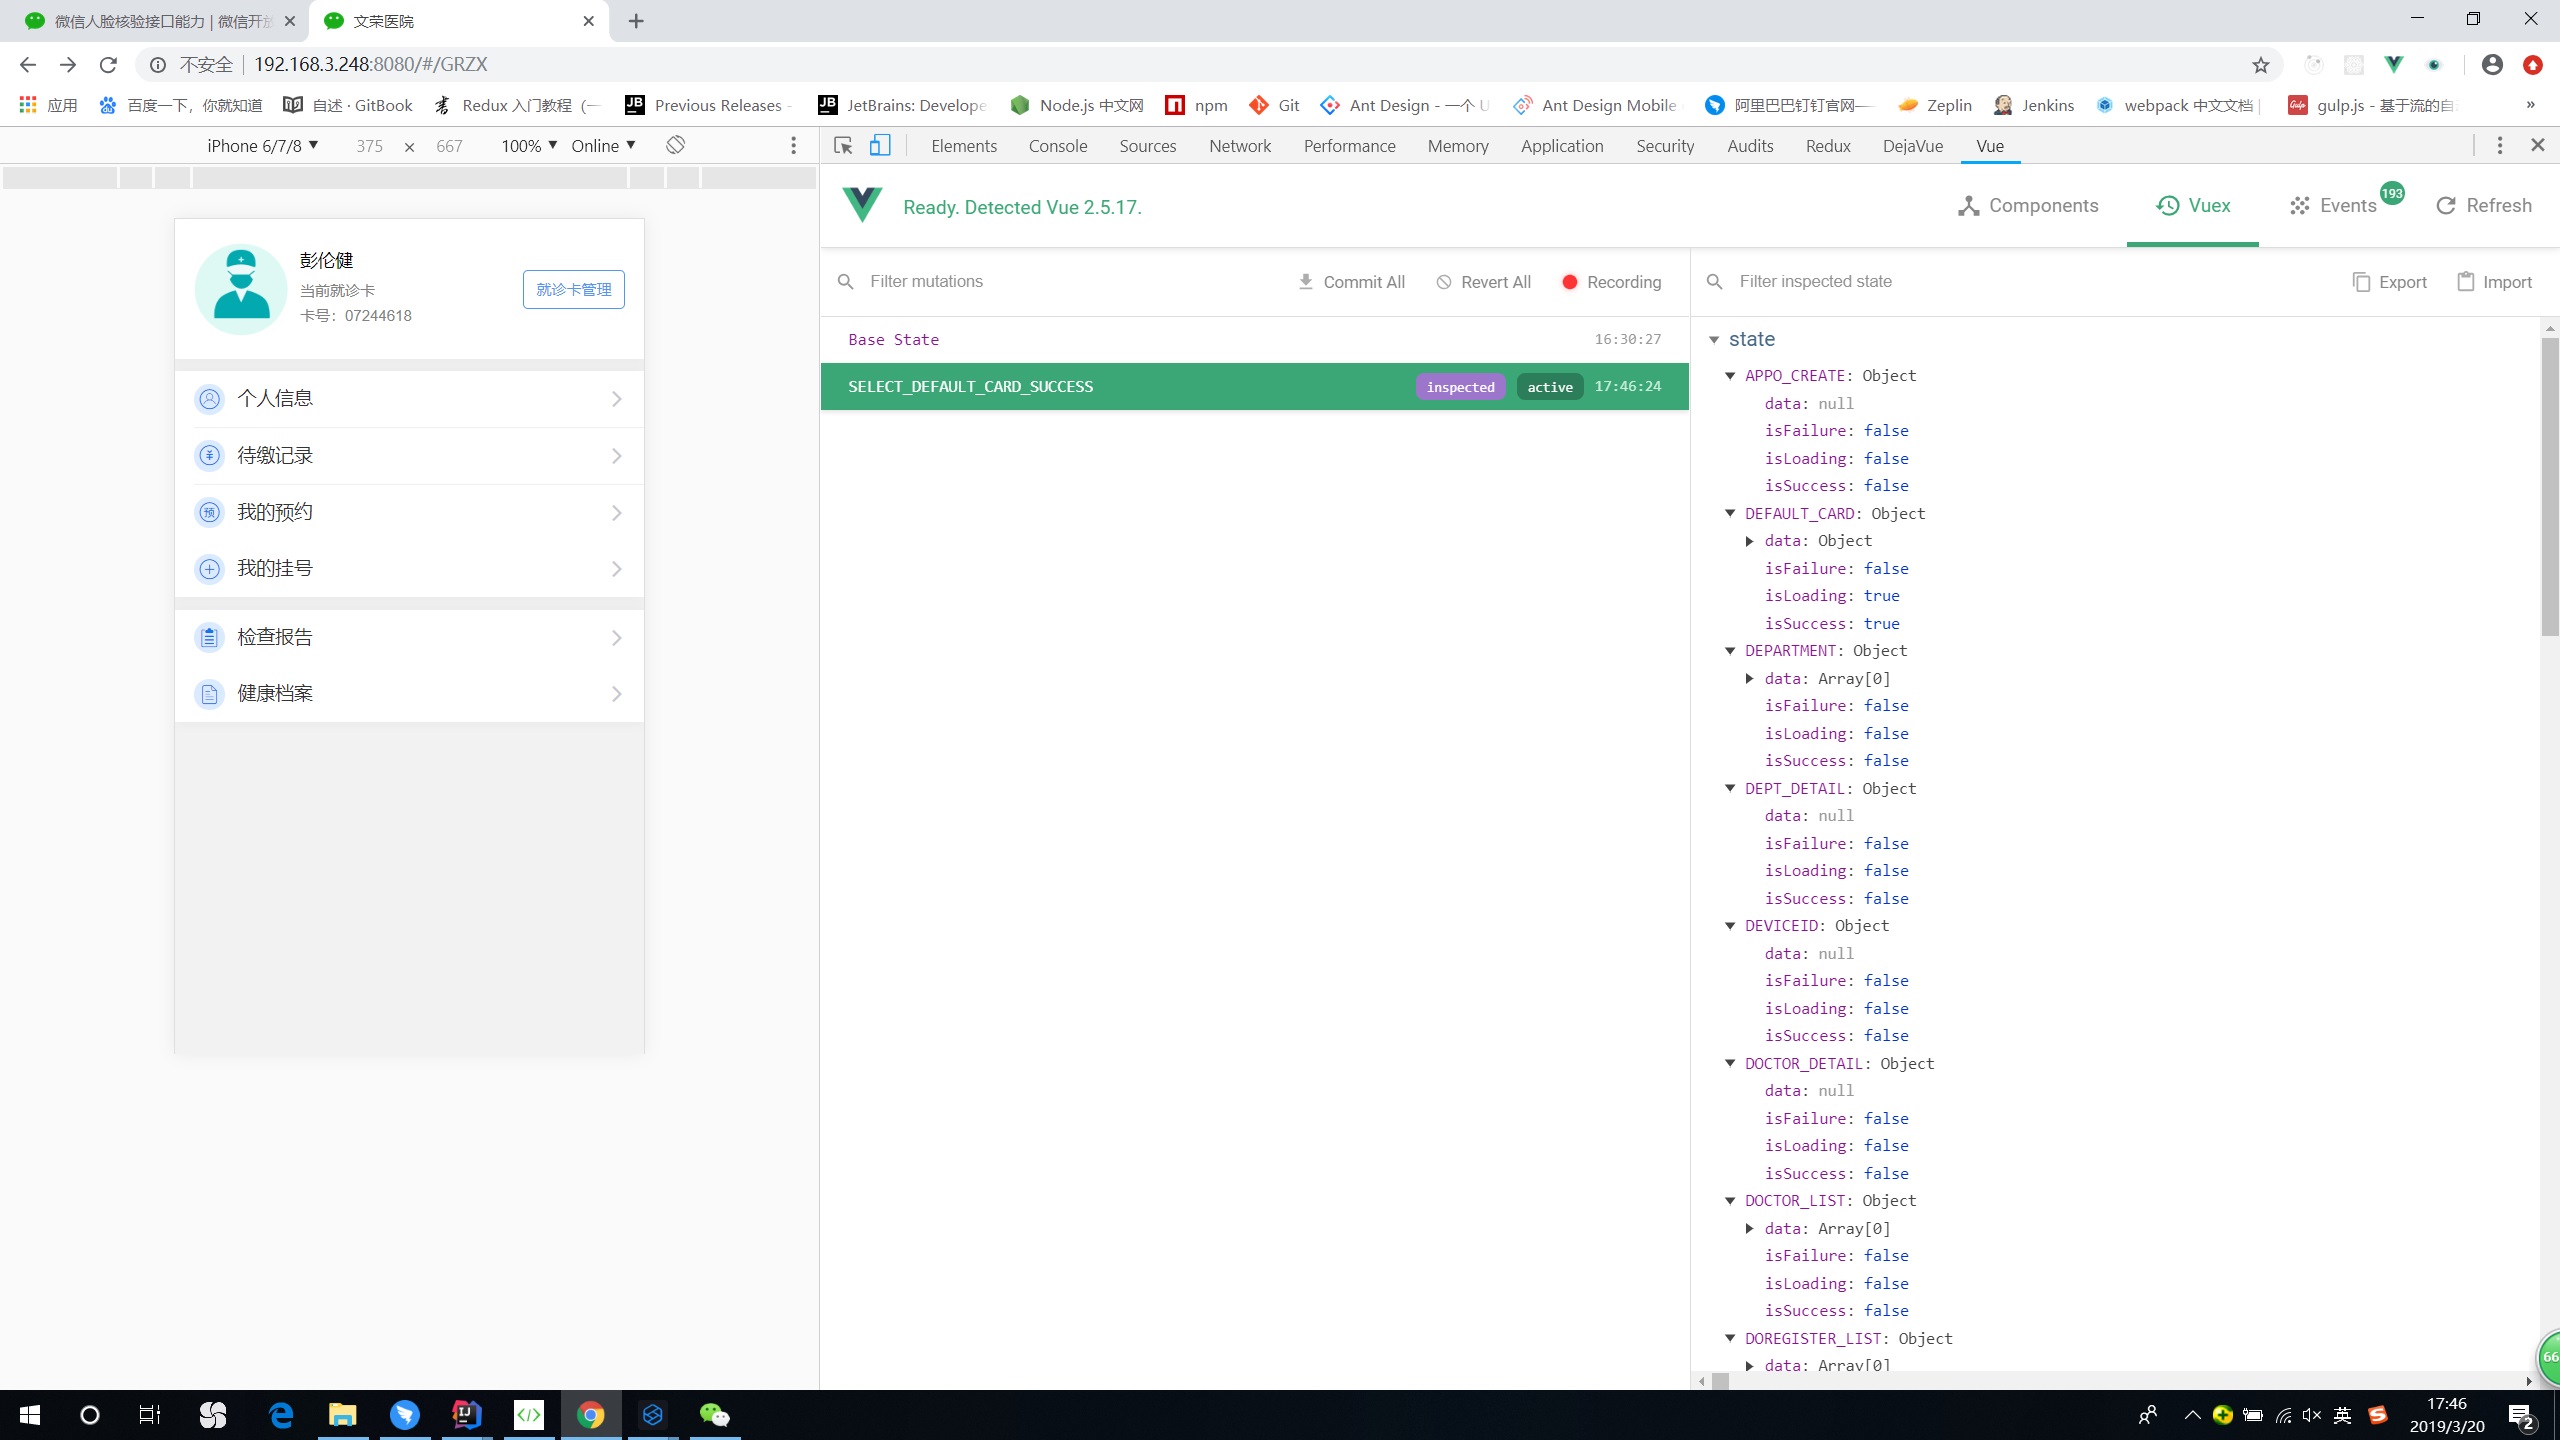 微信人脸核验接口能力 | 微信开放
文荣医院
不安全 192.168.3.248:8080/#/GRZX
应用 百度一下，你就知道 自述 · GitBook Redux 入门教程（一 Previous Releases - JetBrains: Develope Node.js 中文网 npm Git Ant Design - 一个 U Ant Design Mobile 阿里巴巴钉钉官网— Zeplin Jenkins webpack 中文文档 | gulp.js - 基于流的自 »
iPhone 6/7/8 375 × 667 100% Online
Elements Console Sources Network Performance Memory Application Security Audits Redux DejaVue Vue
Ready. Detected Vue 2.5.17.
Components Vuex Events 193 Refresh
Filter mutations Commit All Revert All Recording
Filter inspected state Export Import
彭伦健
当前就诊卡
卡号：07244618
就诊卡管理
个人信息
待缴记录
预 我的预约
我的挂号
检查报告
健康档案
Base State 16:30:27
SELECT_DEFAULT_CARD_SUCCESS inspected active 17:46:24
state
APPO_CREATE: Object
data: null
isFailure: false
isLoading: false
isSuccess: false
DEFAULT_CARD: Object
data: Object
isFailure: false
isLoading: true
isSuccess: true
DEPARTMENT: Object
data: Array[0]
isFailure: false
isLoading: false
isSuccess: false
DEPT_DETAIL: Object
data: null
isFailure: false
isLoading: false
isSuccess: false
DEVICEID: Object
data: null
isFailure: false
isLoading: false
isSuccess: false
DOCTOR_DETAIL: Object
data: null
isFailure: false
isLoading: false
isSuccess: false
DOCTOR_LIST: Object
data: Array[0]
isFailure: false
isLoading: false
isSuccess: false
DOREGISTER_LIST: Object
data: Array[0]
66
英 17:46
2019/3/20
2